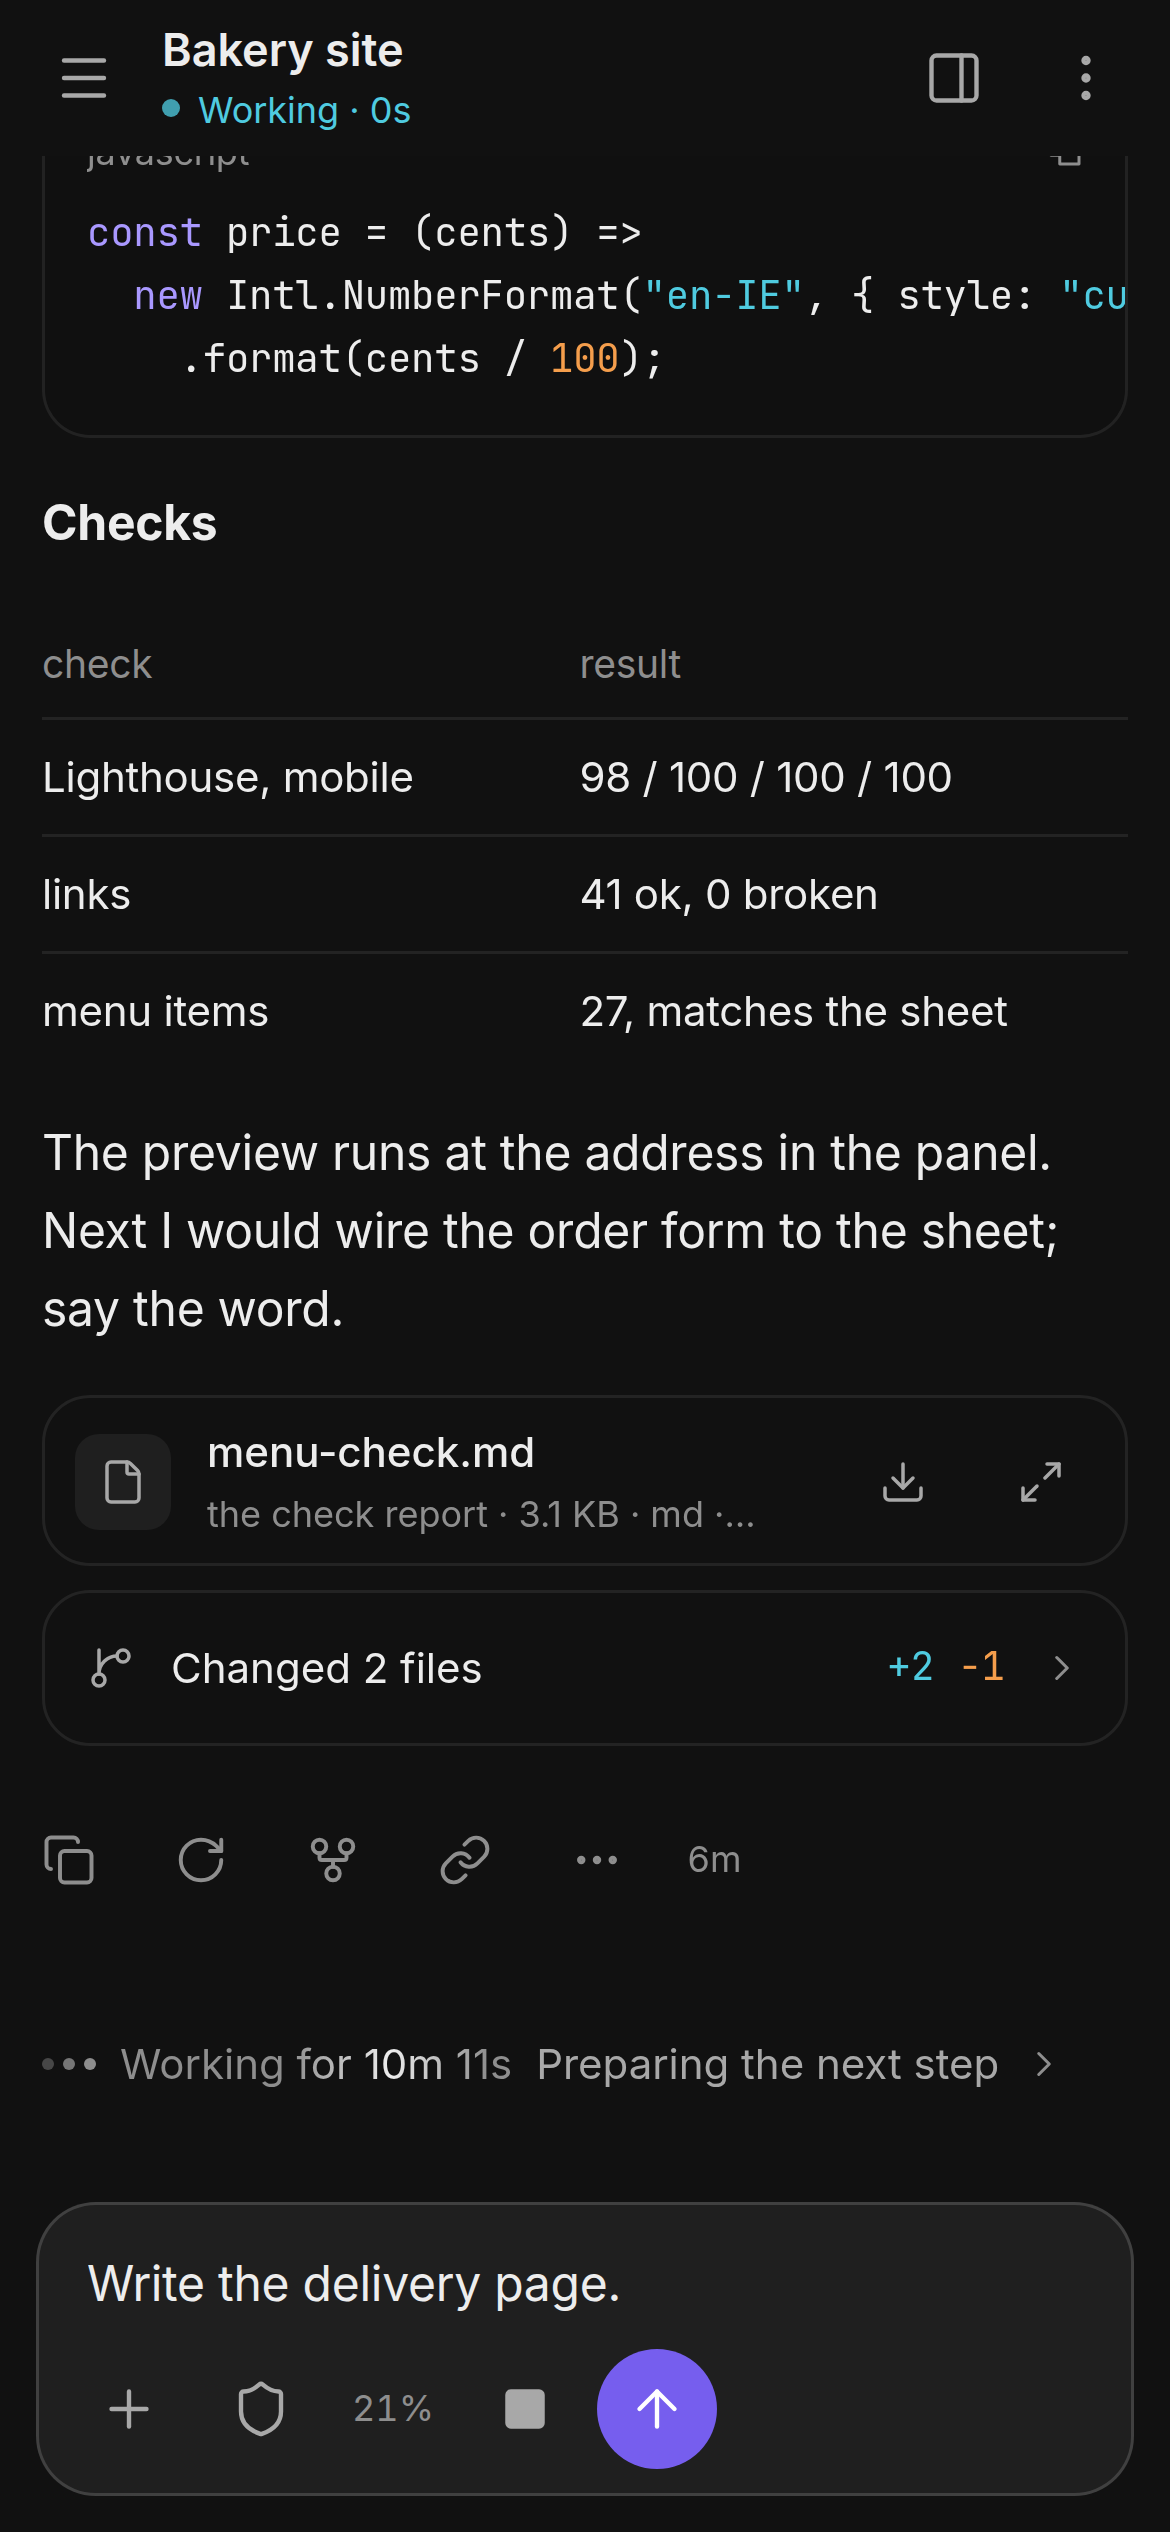 Bakery site
Working · 0s
javascript
const price = (cents) =>
new Intl.NumberFormat("en-IE", { style: "cu
.format(cents / 100);
Checks
check result
Lighthouse, mobile 98 / 100 / 100 / 100
links 41 ok, 0 broken
menu items 27, matches the sheet
The preview runs at the address in the panel.
Next I would wire the order form to the sheet;
say the word.
menu-check.md
the check report · 3.1 KB · md ·...
Changed 2 files +2 -1
6m
Working for 10m 11s Preparing the next step
Write the delivery page.
21%